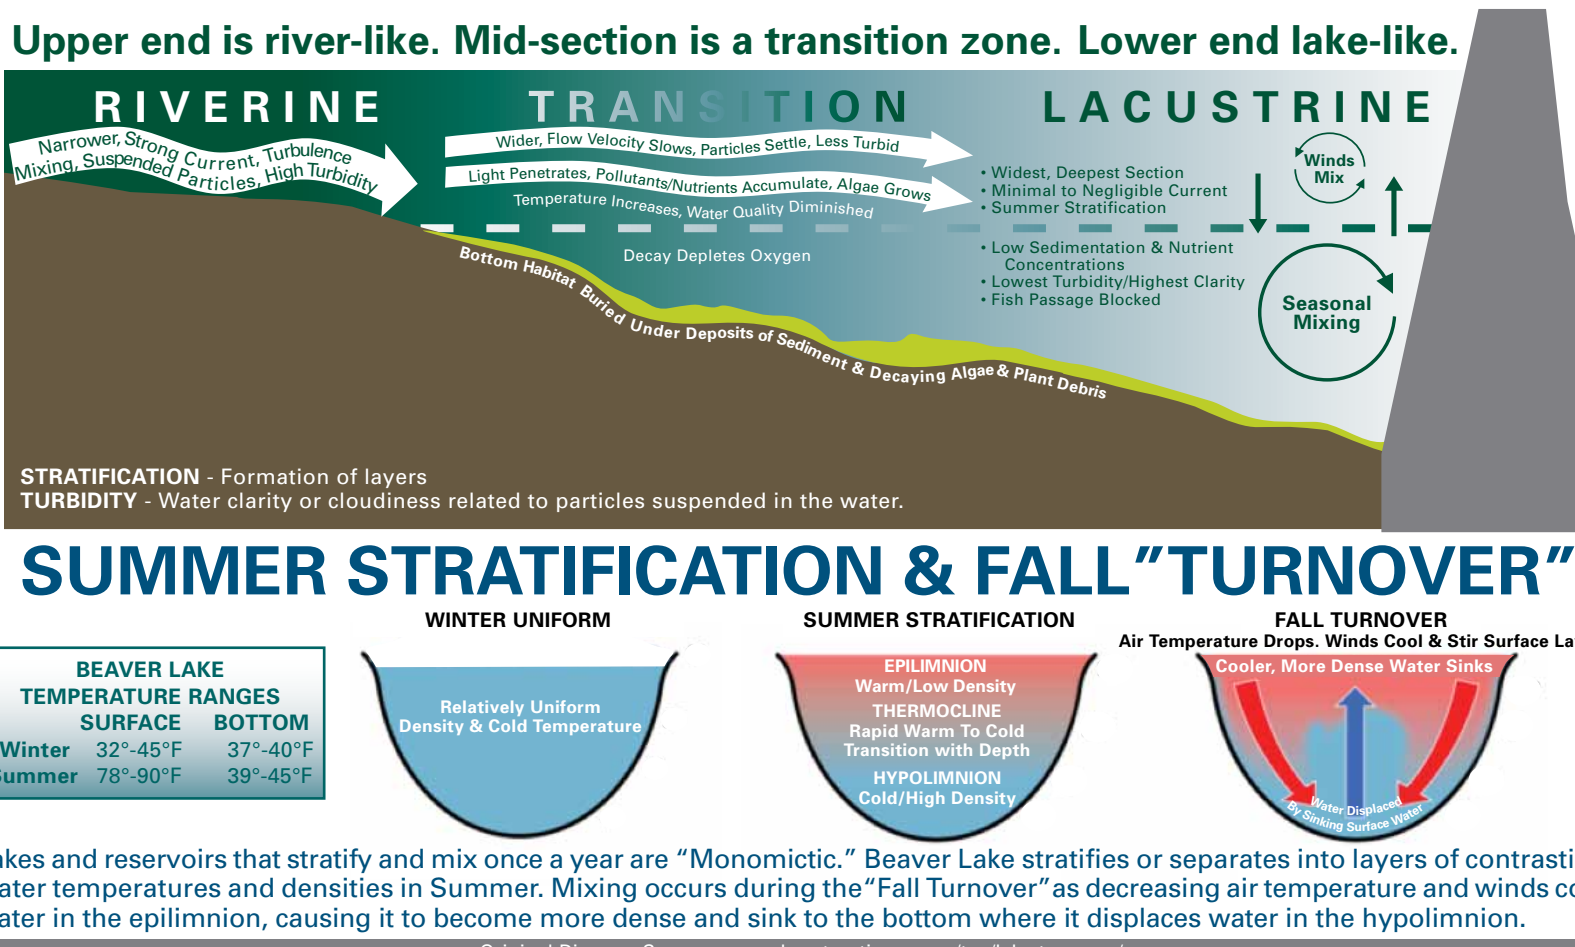 Upper end is river-like. Mid-section is a transition zone. Lower end lake-like.
RIVERINE
TRANSITION
LACUSTRINE
Narrower, Strong Current, Turbulence
Mixing, Suspended Particles, High Turbidity
Wider, Flow Velocity Slows, Particles Settle, Less Turbid
Light Penetrates, Pollutants/Nutrients Accumulate, Algae Grows
Temperature Increases, Water Quality Diminished
Decay Depletes Oxygen
Bottom Habitat Buried Under Deposits of Sediment & Decaying Algae & Plant Debris
• Widest, Deepest Section
• Minimal to Negligible Current
• Summer Stratification
• Low Sedimentation & Nutrient
Concentrations
• Lowest Turbidity/Highest Clarity
• Fish Passage Blocked
Winds
Mix
Seasonal
Mixing
STRATIFICATION - Formation of layers
TURBIDITY - Water clarity or cloudiness related to particles suspended in the water.
SUMMER STRATIFICATION & FALL "TURNOVER"
BEAVER LAKE
TEMPERATURE RANGES
SURFACE BOTTOM
Winter 32°-45°F 37°-40°F
Summer 78°-90°F 39°-45°F
WINTER UNIFORM
Relatively Uniform
Density & Cold Temperature
SUMMER STRATIFICATION
EPILIMNION
Warm/Low Density
THERMOCLINE
Rapid Warm To Cold
Transition with Depth
HYPOLIMNION
Cold/High Density
FALL TURNOVER
Air Temperature Drops. Winds Cool & Stir Surface La
Cooler, More Dense Water Sinks
Water Displaced
By Sinking Surface Water
akes and reservoirs that stratify and mix once a year are “Monomictic.” Beaver Lake stratifies or separates into layers of contrasti
ater temperatures and densities in Summer. Mixing occurs during the “Fall Turnover” as decreasing air temperature and winds co
ater in the epilimnion, causing it to become more dense and sink to the bottom where it displaces water in the hypolimnion.